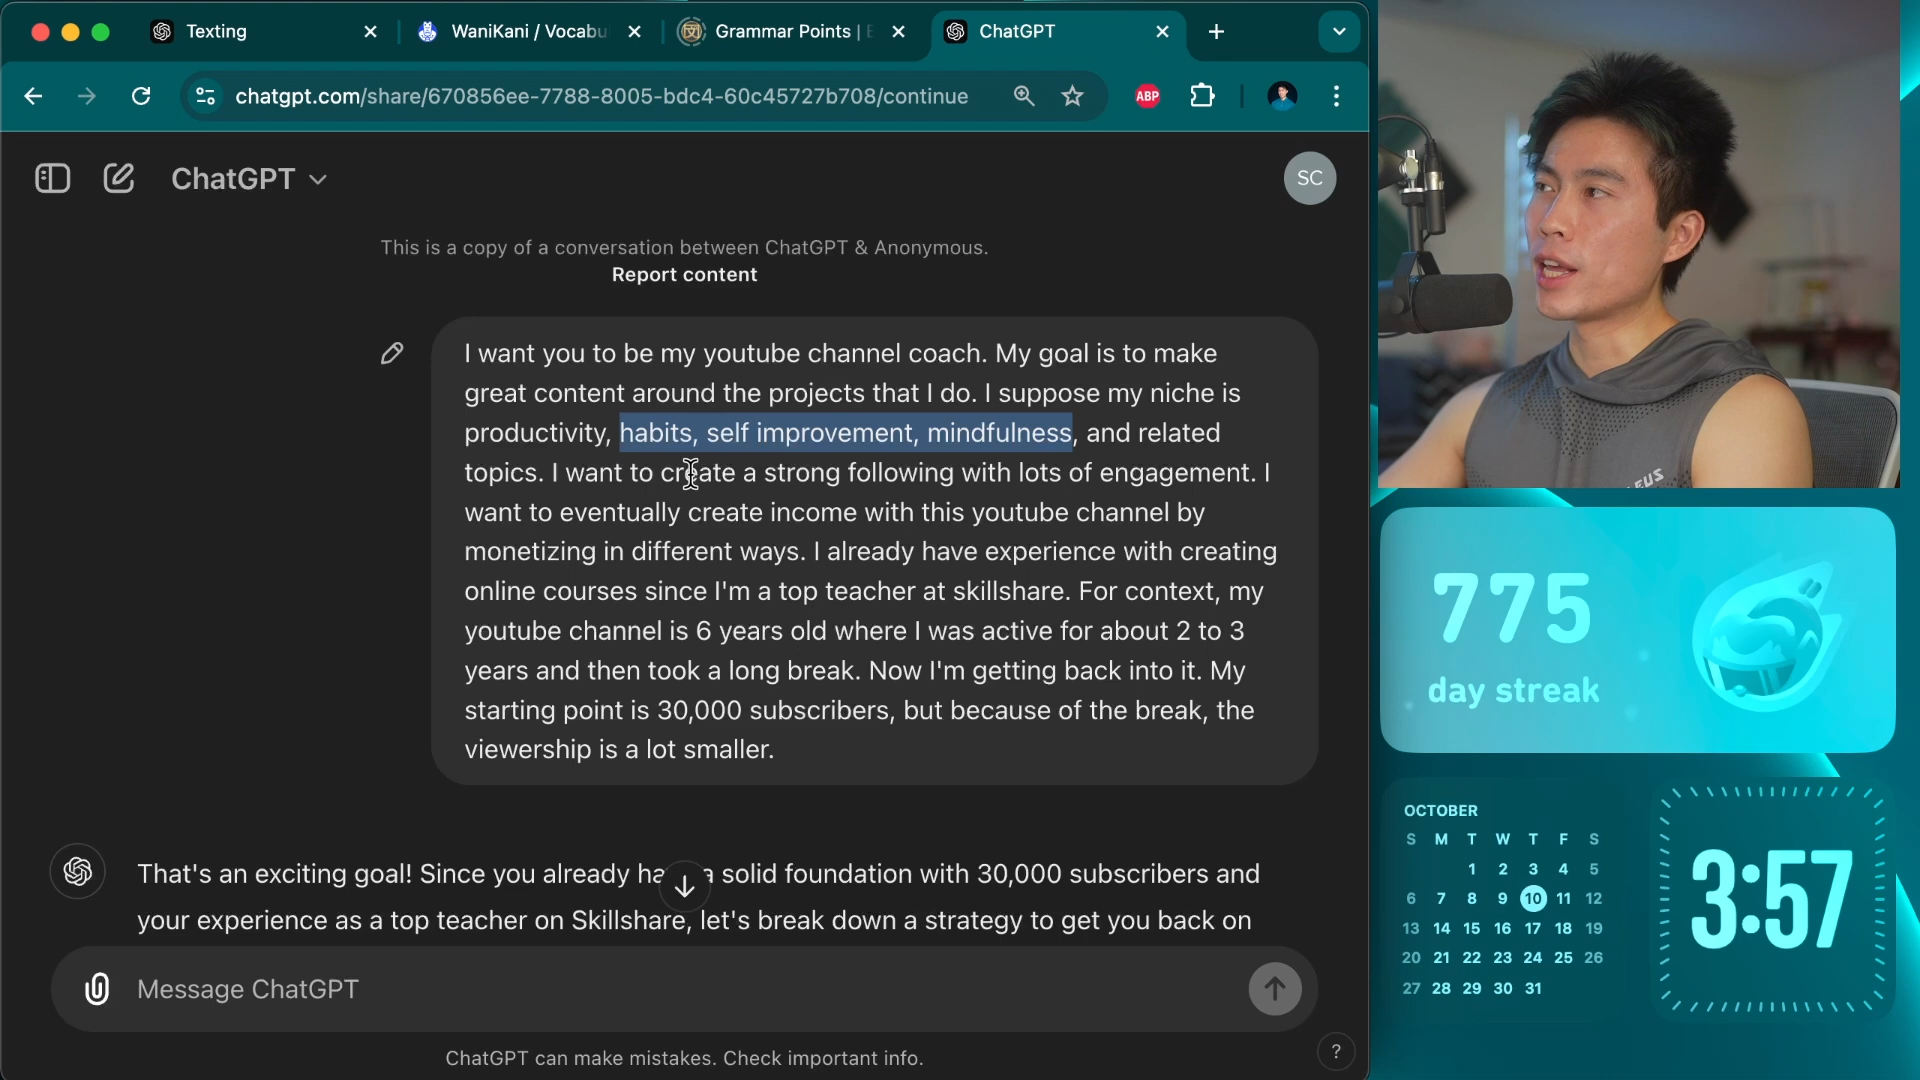 Texting
WaniKani / Vocabu
Grammar Points |
ChatGPT
chatgpt.com/share/670856ee-7788-8005-bdc4-60c45727b708/continue
ABP
ChatGPT
SC
This is a copy of a conversation between ChatGPT & Anonymous.
Report content
I want you to be my youtube channel coach. My goal is to make
great content around the projects that I do. I suppose my niche is
productivity, habits, self improvement, mindfulness, and related
topics. I want to create a strong following with lots of engagement. I
want to eventually create income with this youtube channel by
monetizing in different ways. I already have experience with creating
online courses since I'm a top teacher at skillshare. For context, my
youtube channel is 6 years old where I was active for about 2 to 3
years and then took a long break. Now I'm getting back into it. My
starting point is 30,000 subscribers, but because of the break, the
viewership is a lot smaller.
That's an exciting goal! Since you already ha a solid foundation with 30,000 subscribers and
your experience as a top teacher on Skillshare, let's break down a strategy to get you back on
Message ChatGPT
ChatGPT can make mistakes. Check important info.
?
775
day streak
OCTOBER
S M T W T F S
1 2 3 4 5
6 7 8 9 10 11 12
13 14 15 16 17 18 19
20 21 22 23 24 25 26
27 28 29 30 31
3:57